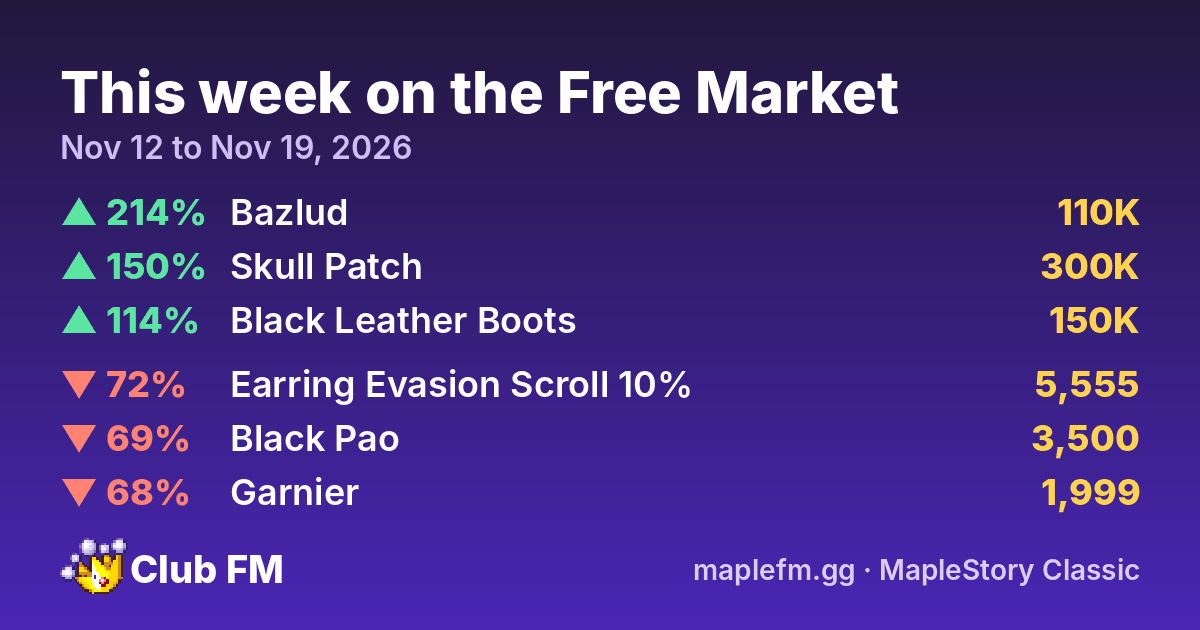 This week on the Free Market
Nov 12 to Nov 19, 2026
▲ 214% Bazlud 110K
▲ 150% Skull Patch 300K
▲ 114% Black Leather Boots 150K
▼ 72% Earring Evasion Scroll 10% 5,555
▼ 69% Black Pao 3,500
▼ 68% Garnier 1,999
Club FM maplefm.gg · MapleStory Classic